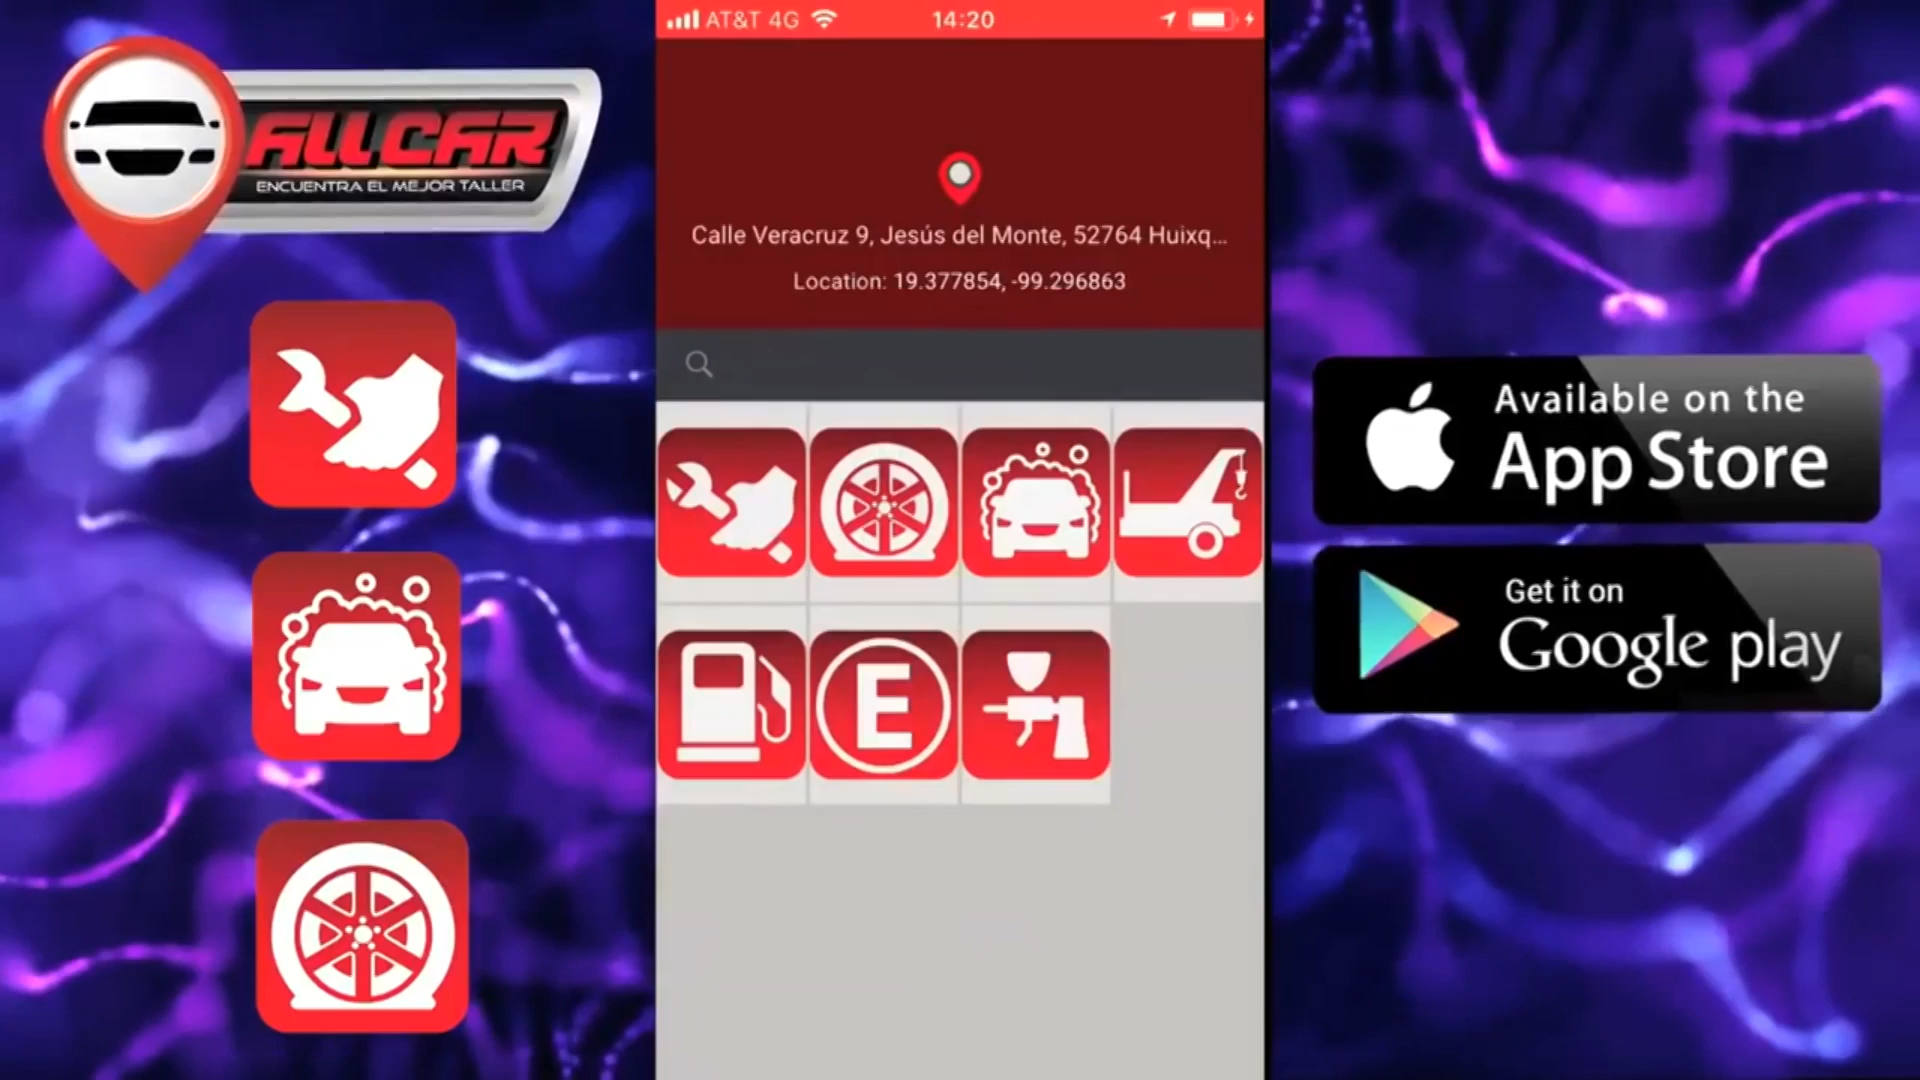 ALLCAR
ENCUENTRA EL MEJOR TALLER
AT&T 4G
14:20
Calle Veracruz 9, Jesús del Monte, 52764 Huixq...
Location: 19.377854, -99.296863
E
Available on the
App Store
Get it on
Google play